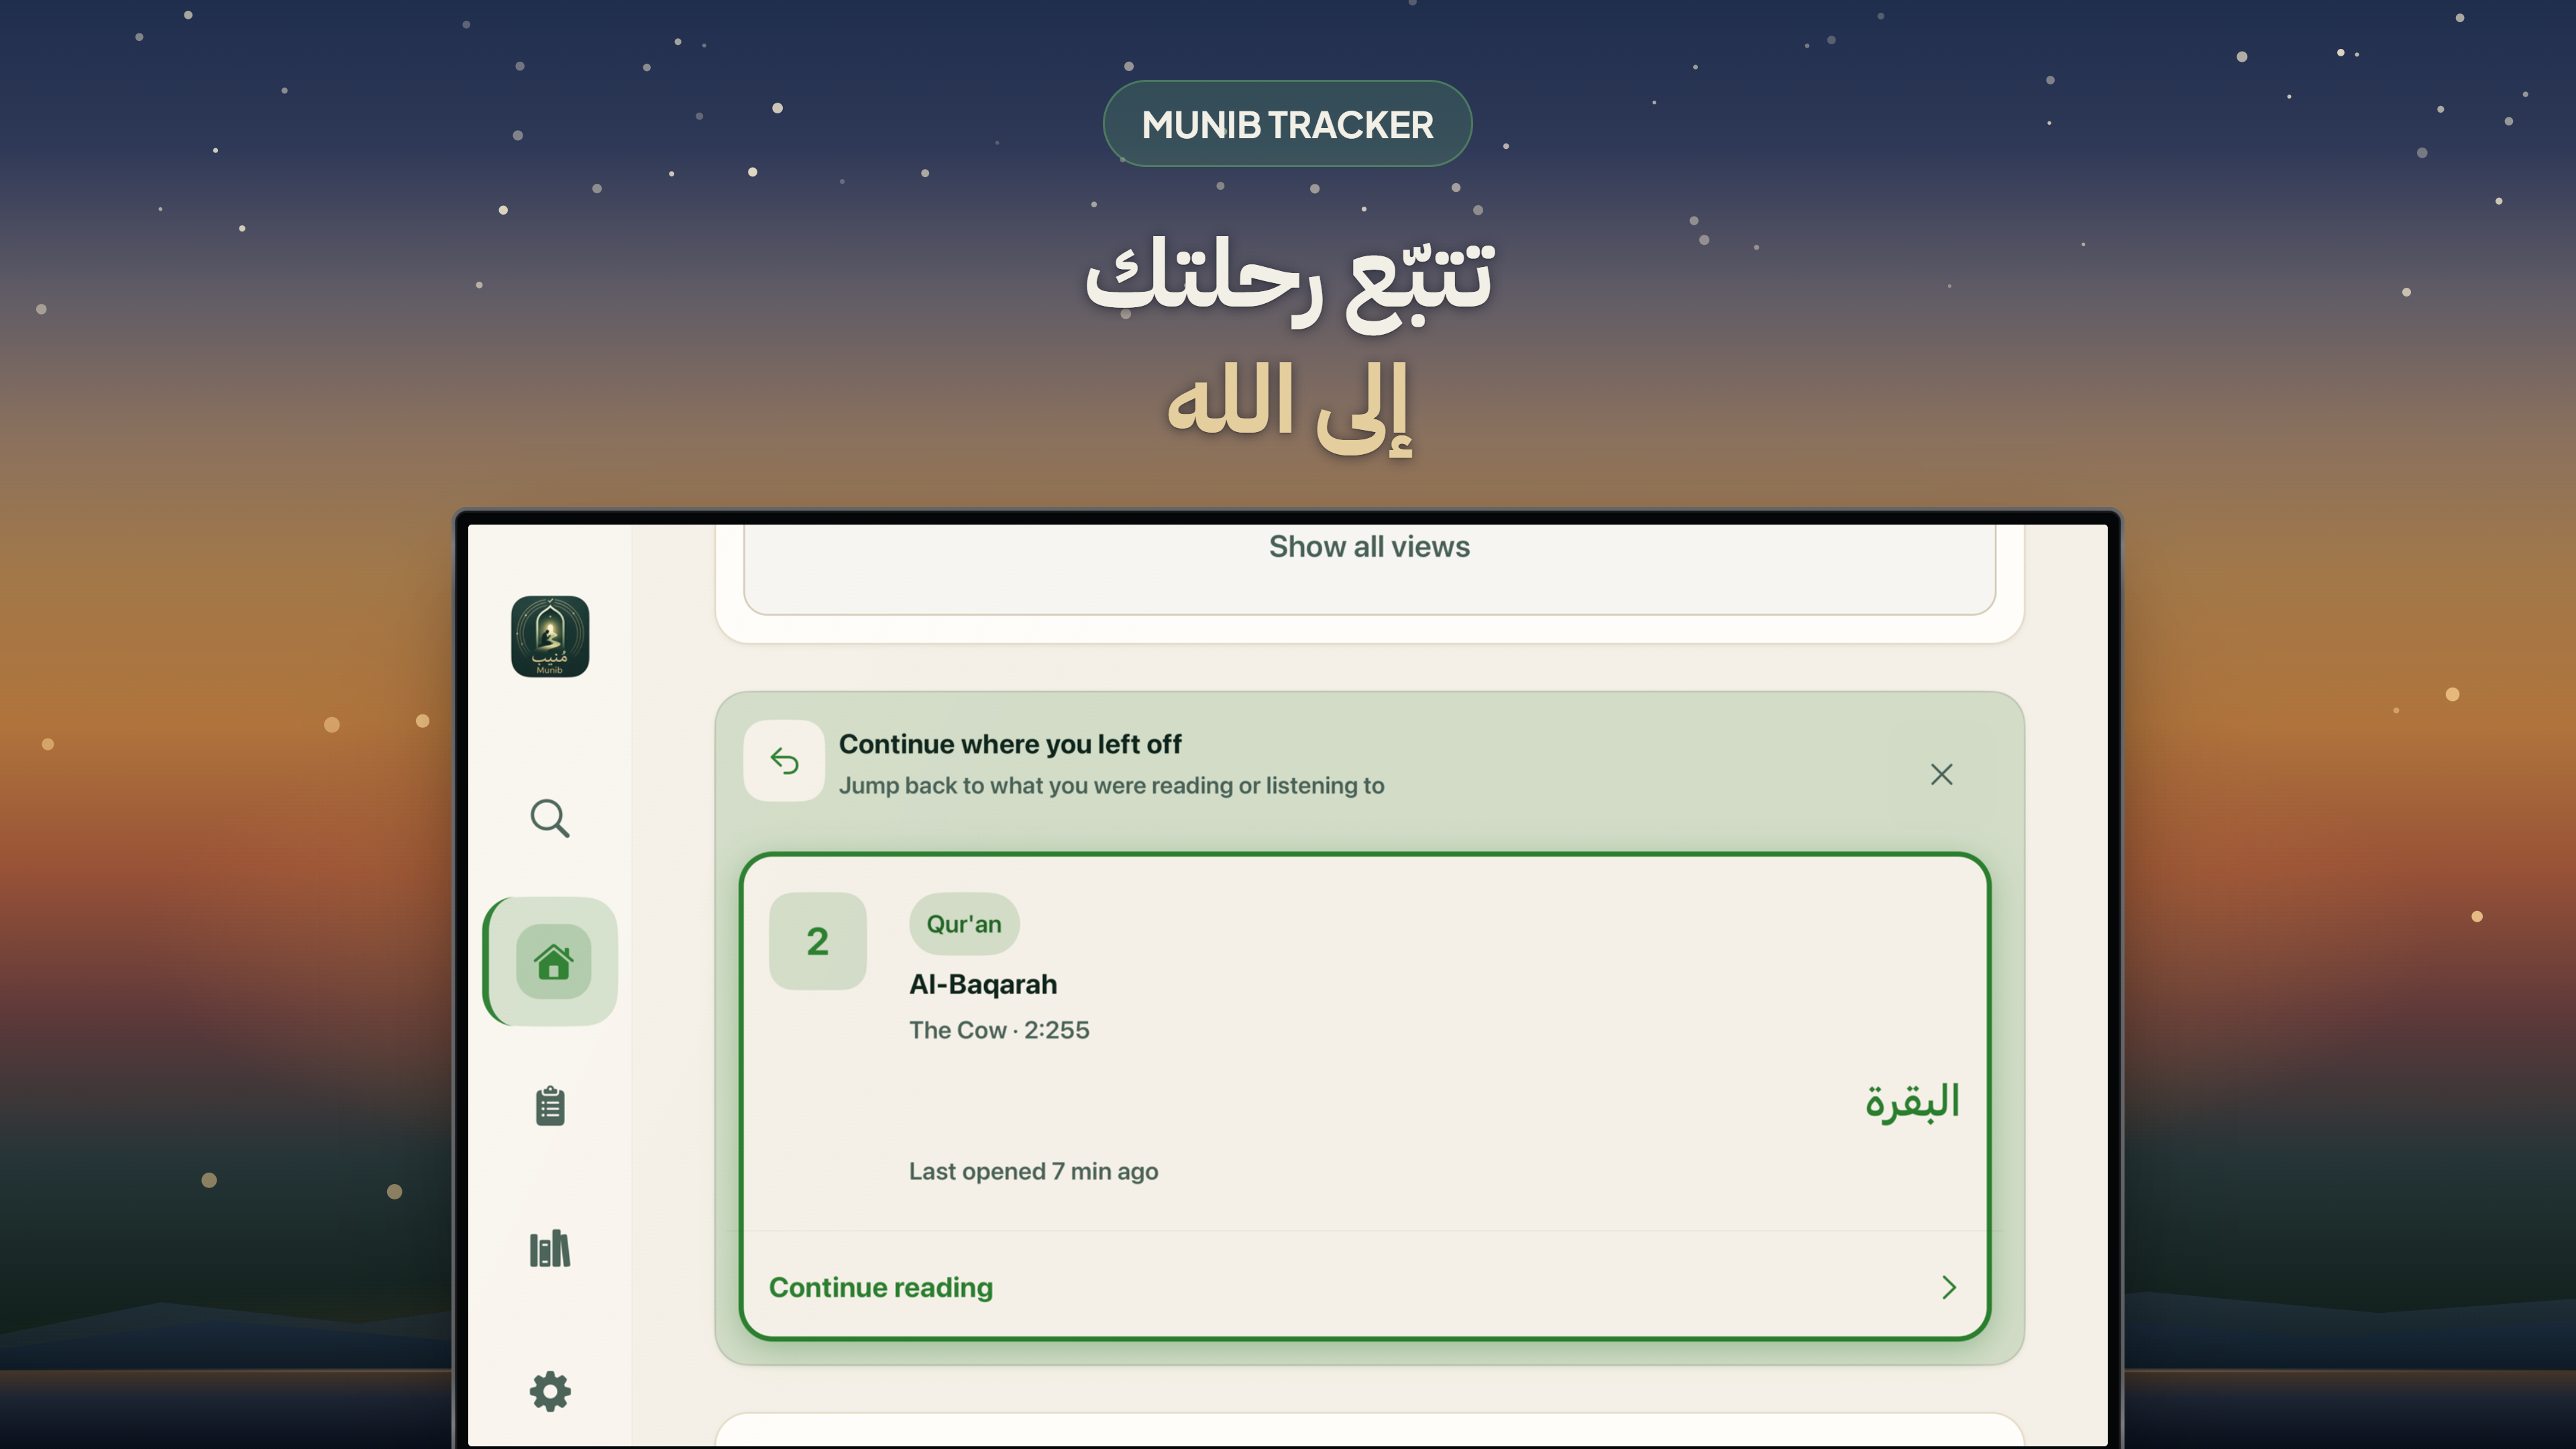 MUNIB TRACKER
تتبّع رحلتك
إلى الله
Show all views
مُنيب
Munib
Continue where you left off
Jump back to what you were reading or listening to
2
Qur'an
Al-Baqarah
The Cow · 2:255
البقرة
Last opened 7 min ago
Continue reading